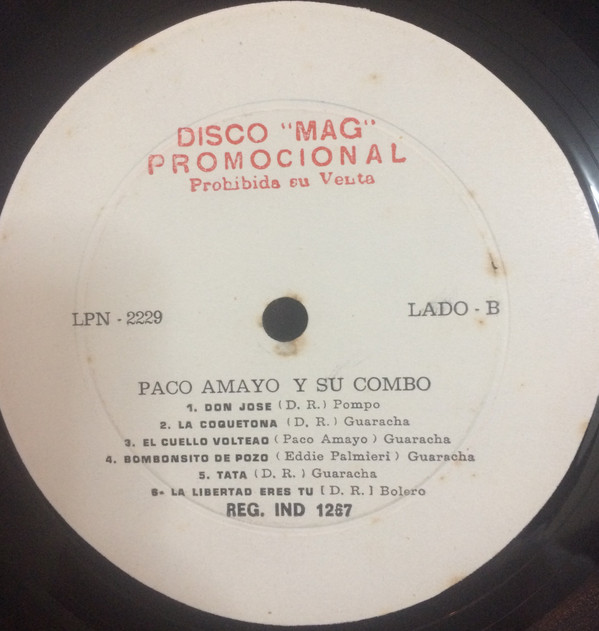 DISCO "MAG"
PROMOCIONAL
Prohibida su Venta
LPN - 2229
LADO - B
PACO AMAYO Y SU COMBO
1. DON JOSE (D. R.) Pompo
2. LA COQUETONA (D. R.) Guaracha
3. EL CUELLO VOLTEAO (Paco Amayo) Guaracha
4. BOMBONSITO DE POZO (Eddie Palmieri) Guaracha
5. TATA (D. R.) Guaracha
6- LA LIBERTAD ERES TU [D. R.] Bolero
REG. IND 1267